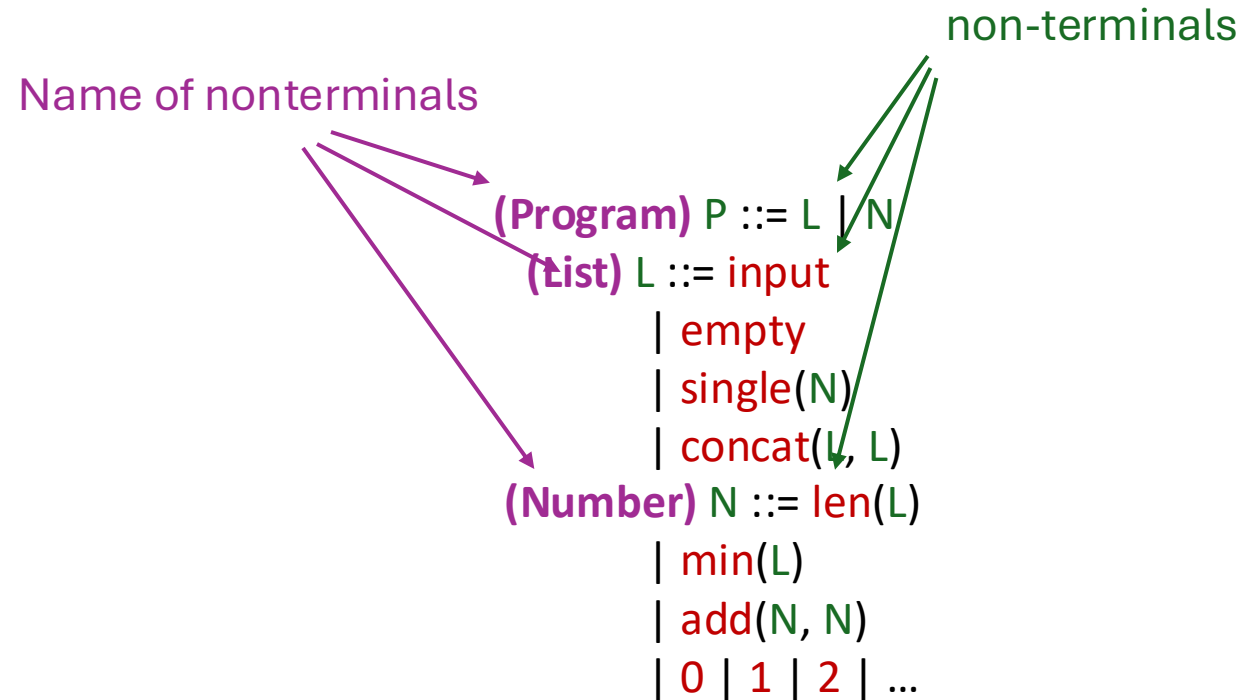 non-terminals
Name of nonterminals
(Program) P ::= L | N
(List) L ::= input
| empty
| single(N)
| concat(L, L)
(Number) N ::= len(L)
| min(L)
| add(N, N)
| 0 | 1 | 2 | ...